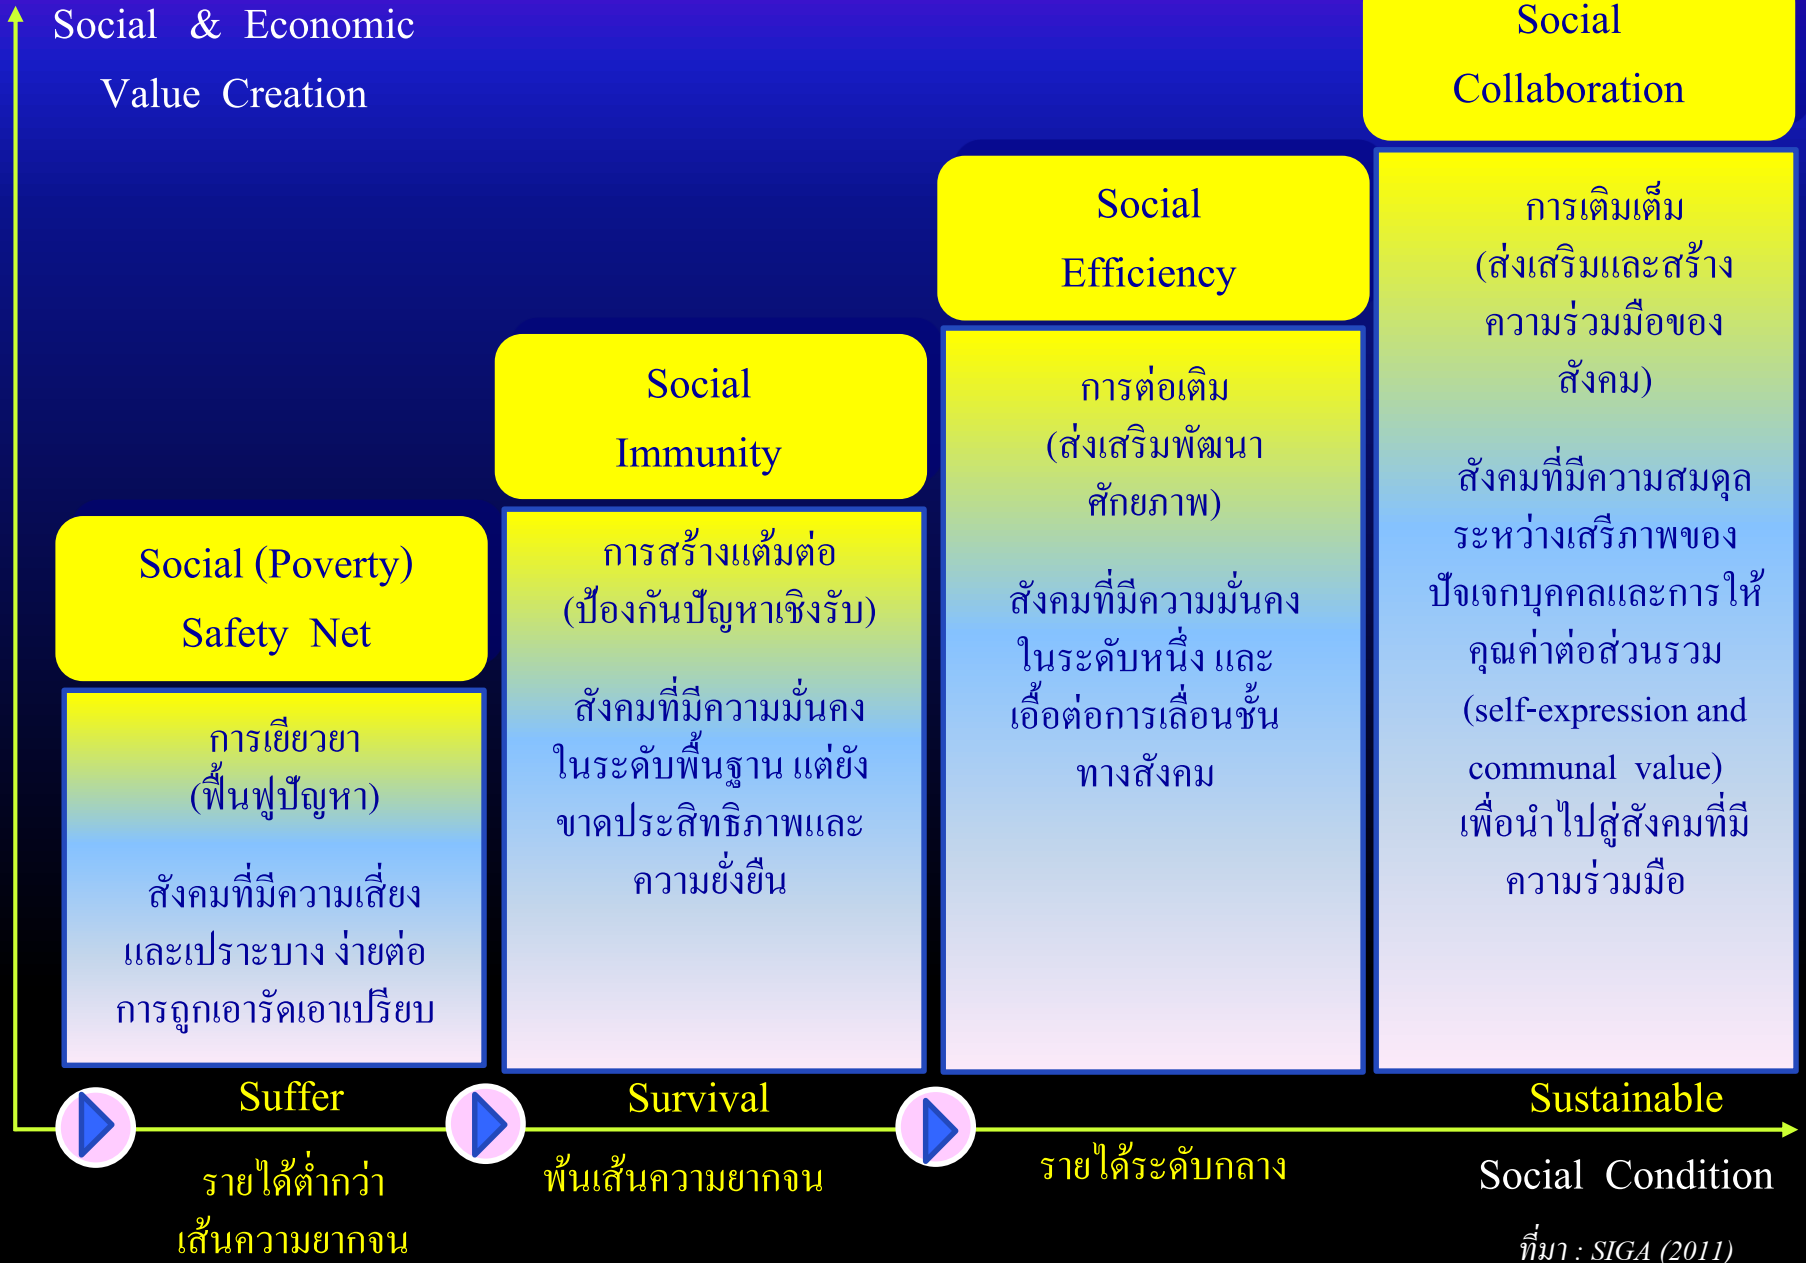 Social & Economic
Value Creation
Social
Collaboration
การเติมเต็ม
(ส่งเสริมและสร้าง
ความร่วมมือของ
สังคม)
สังคมที่มีความสมดุล
ระหว่างเสรีภาพของ
ปัจเจกบุคคลและการให้
คุณค่าต่อส่วนรวม
(self-expression and
communal value)
เพื่อนำไปสู่สังคมที่มี
ความร่วมมือ
Social
Efficiency
การต่อเติม
(ส่งเสริมพัฒนา
ศักยภาพ)
สังคมที่มีความมั่นคง
ในระดับหนึ่ง และ
เอื้อต่อการเลื่อนชั้น
ทางสังคม
Social
Immunity
การสร้างแต้มต่อ
(ป้องกันปัญหาเชิงรับ)
สังคมที่มีความมั่นคง
ในระดับพื้นฐาน แต่ยัง
ขาดประสิทธิภาพและ
ความยั่งยืน
Social (Poverty)
Safety Net
การเยียวยา
(ฟื้นฟูปัญหา)
สังคมที่มีความเสี่ยง
และเปราะบาง ง่ายต่อ
การถูกเอารัดเอาเปรียบ
Suffer
Survival
Sustainable
รายได้ต่ำกว่า
เส้นความยากจน
พ้นเส้นความยากจน
รายได้ระดับกลาง
Social Condition
ที่มา : SIGA (2011)